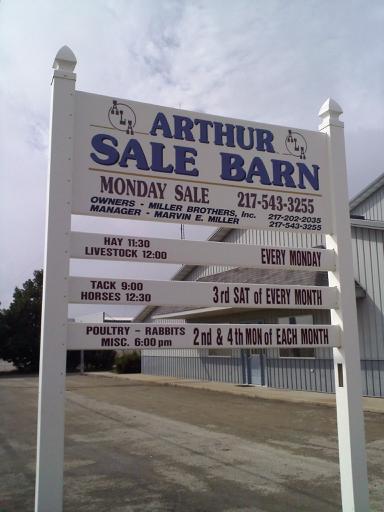 ARTHUR
SALE BARN
MONDAY SALE 217-543-3255
OWNERS - MILLER BROTHERS, Inc. 217-202-2035
MANAGER - MARVIN E. MILLER 217-543-3255
HAY 11:30
LIVESTOCK 12:00 EVERY MONDAY
TACK 9:00
HORSES 12:30 3rd SAT of EVERY MONTH
POULTRY - RABBITS
MISC. 6:00 pm 2nd & 4th MON of EACH MONTH